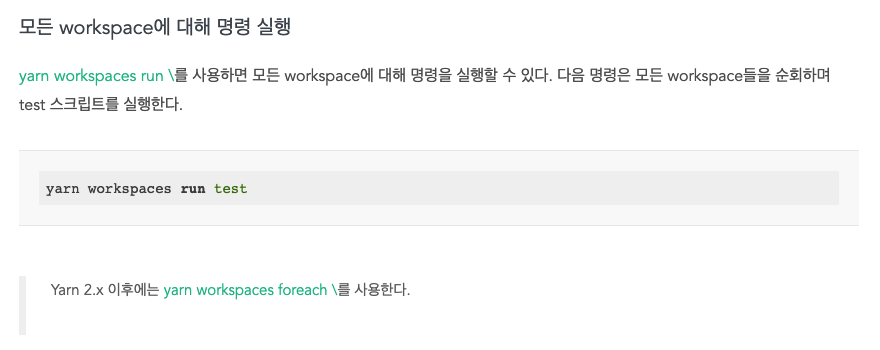 모든 workspace에 대해 명령 실행
yarn workspaces run \를 사용하면 모든 workspace에 대해 명령을 실행할 수 있다. 다음 명령은 모든 workspace들을 순회하며
test 스크립트를 실행한다.
yarn workspaces run test
Yarn 2.x 이후에는 yarn workspaces foreach \를 사용한다.